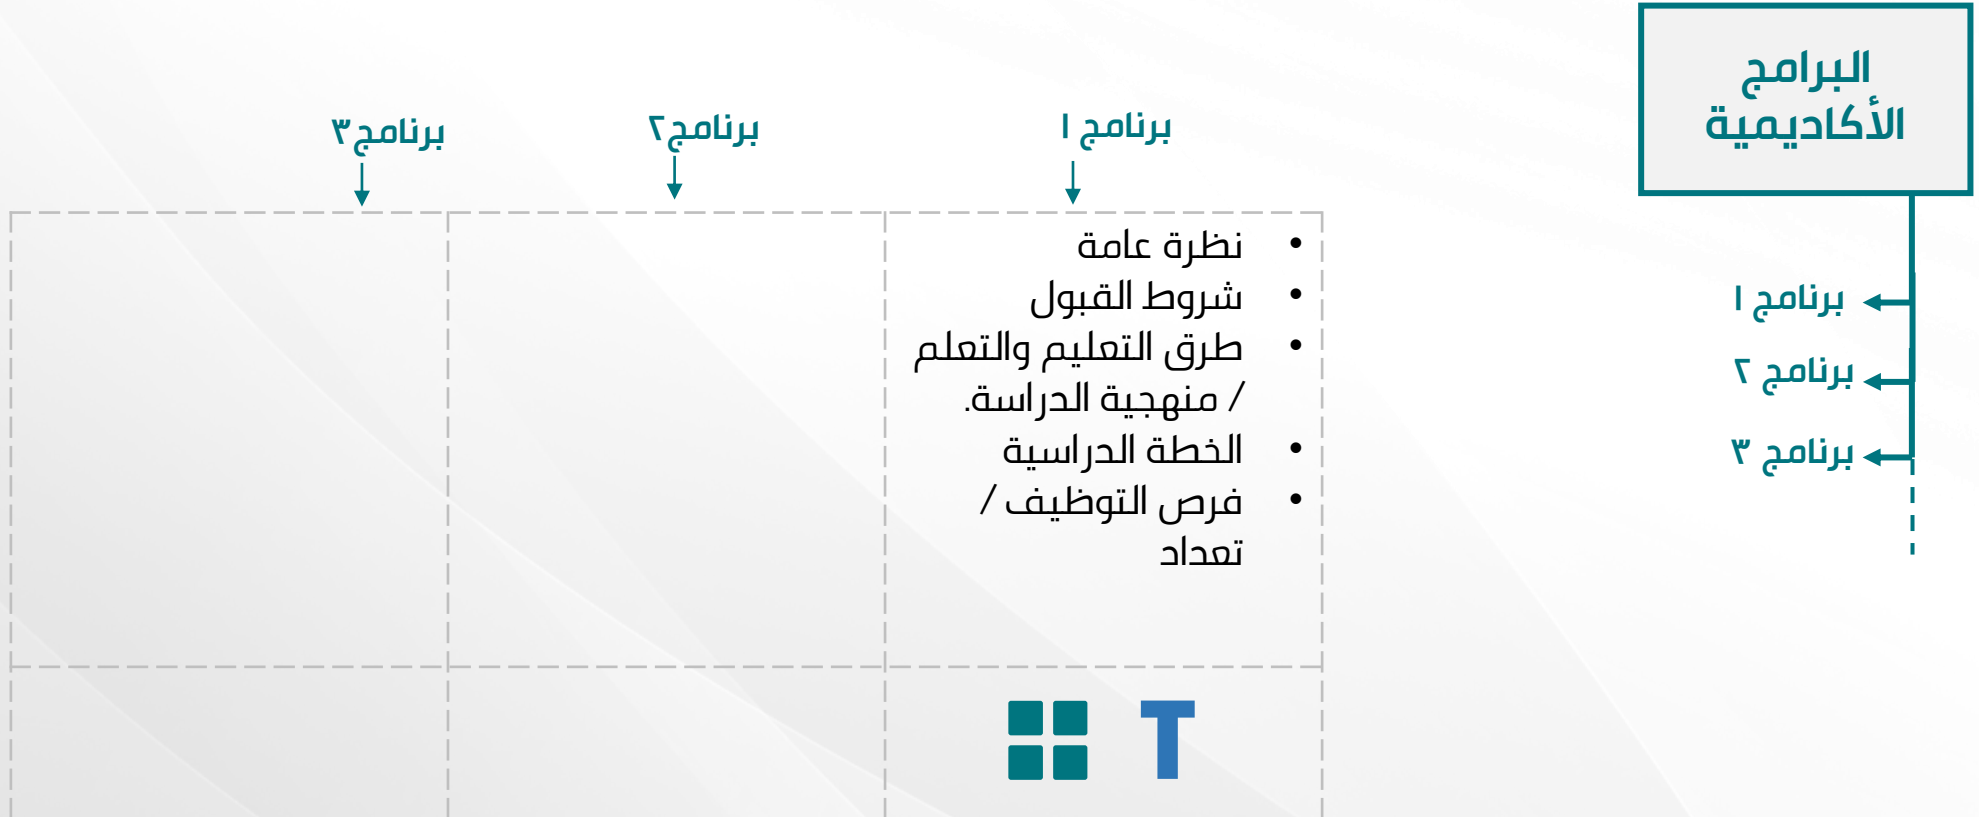 البرامج
الأكاديمية
برنامج ١
برنامج ٢
برنامج ٣
برنامج ١
برنامج٢
برنامج٣
• نظرة عامة
• شروط القبول
• طرق التعليم والتعلم
/ منهجية الدراسة.
• الخطة الدراسية
• فرص التوظيف /
تعداد
T